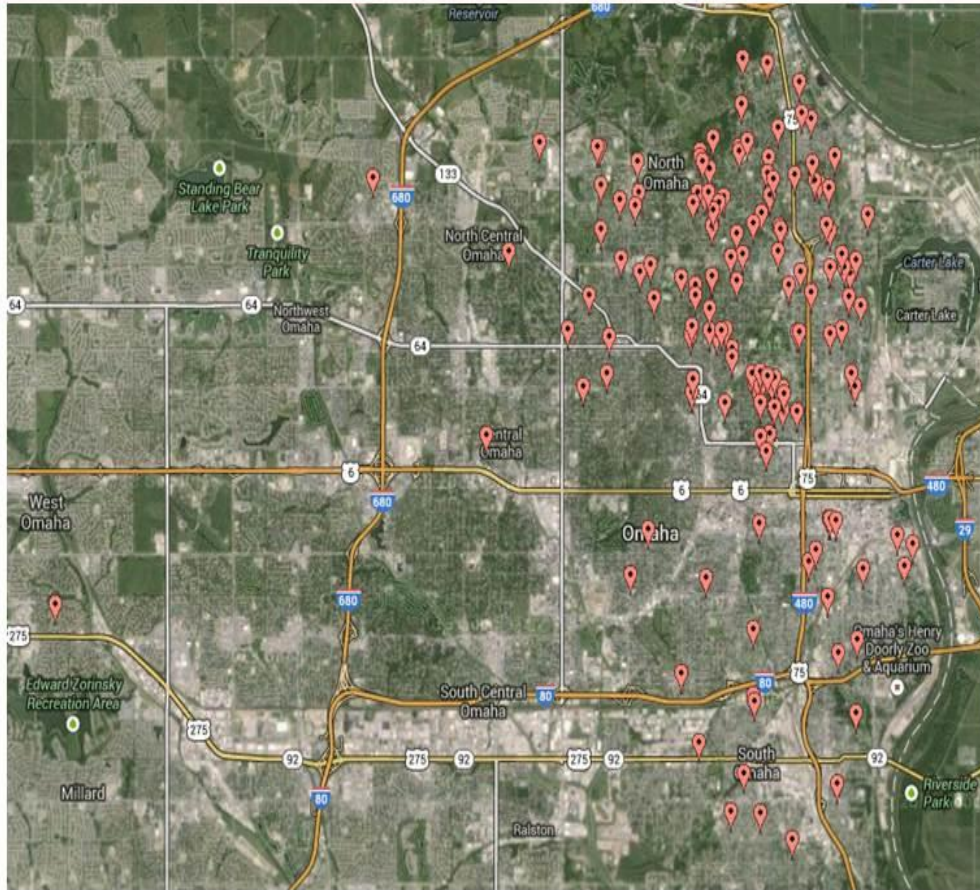 Reservoir
680
75
133
North
Omaha
Standing Bear
Lake Park
680
Tranquility
Park
North Central
Omaha
Carter Lake
64
64
Northwest
Omaha
Carter Lake
64
64
Central
Omaha
6
75
480
West
Omaha
680
6
6
Omaha
29
680
480
275
Omaha's Henry
Doorly Zoo
& Aquarium
75
80
Edward Zorinsky
Recreation Area
South Central
Omaha
80
275
92
275
92
275
92
South
Omaha
92
Millard
80
Riverside
Park
Ralston